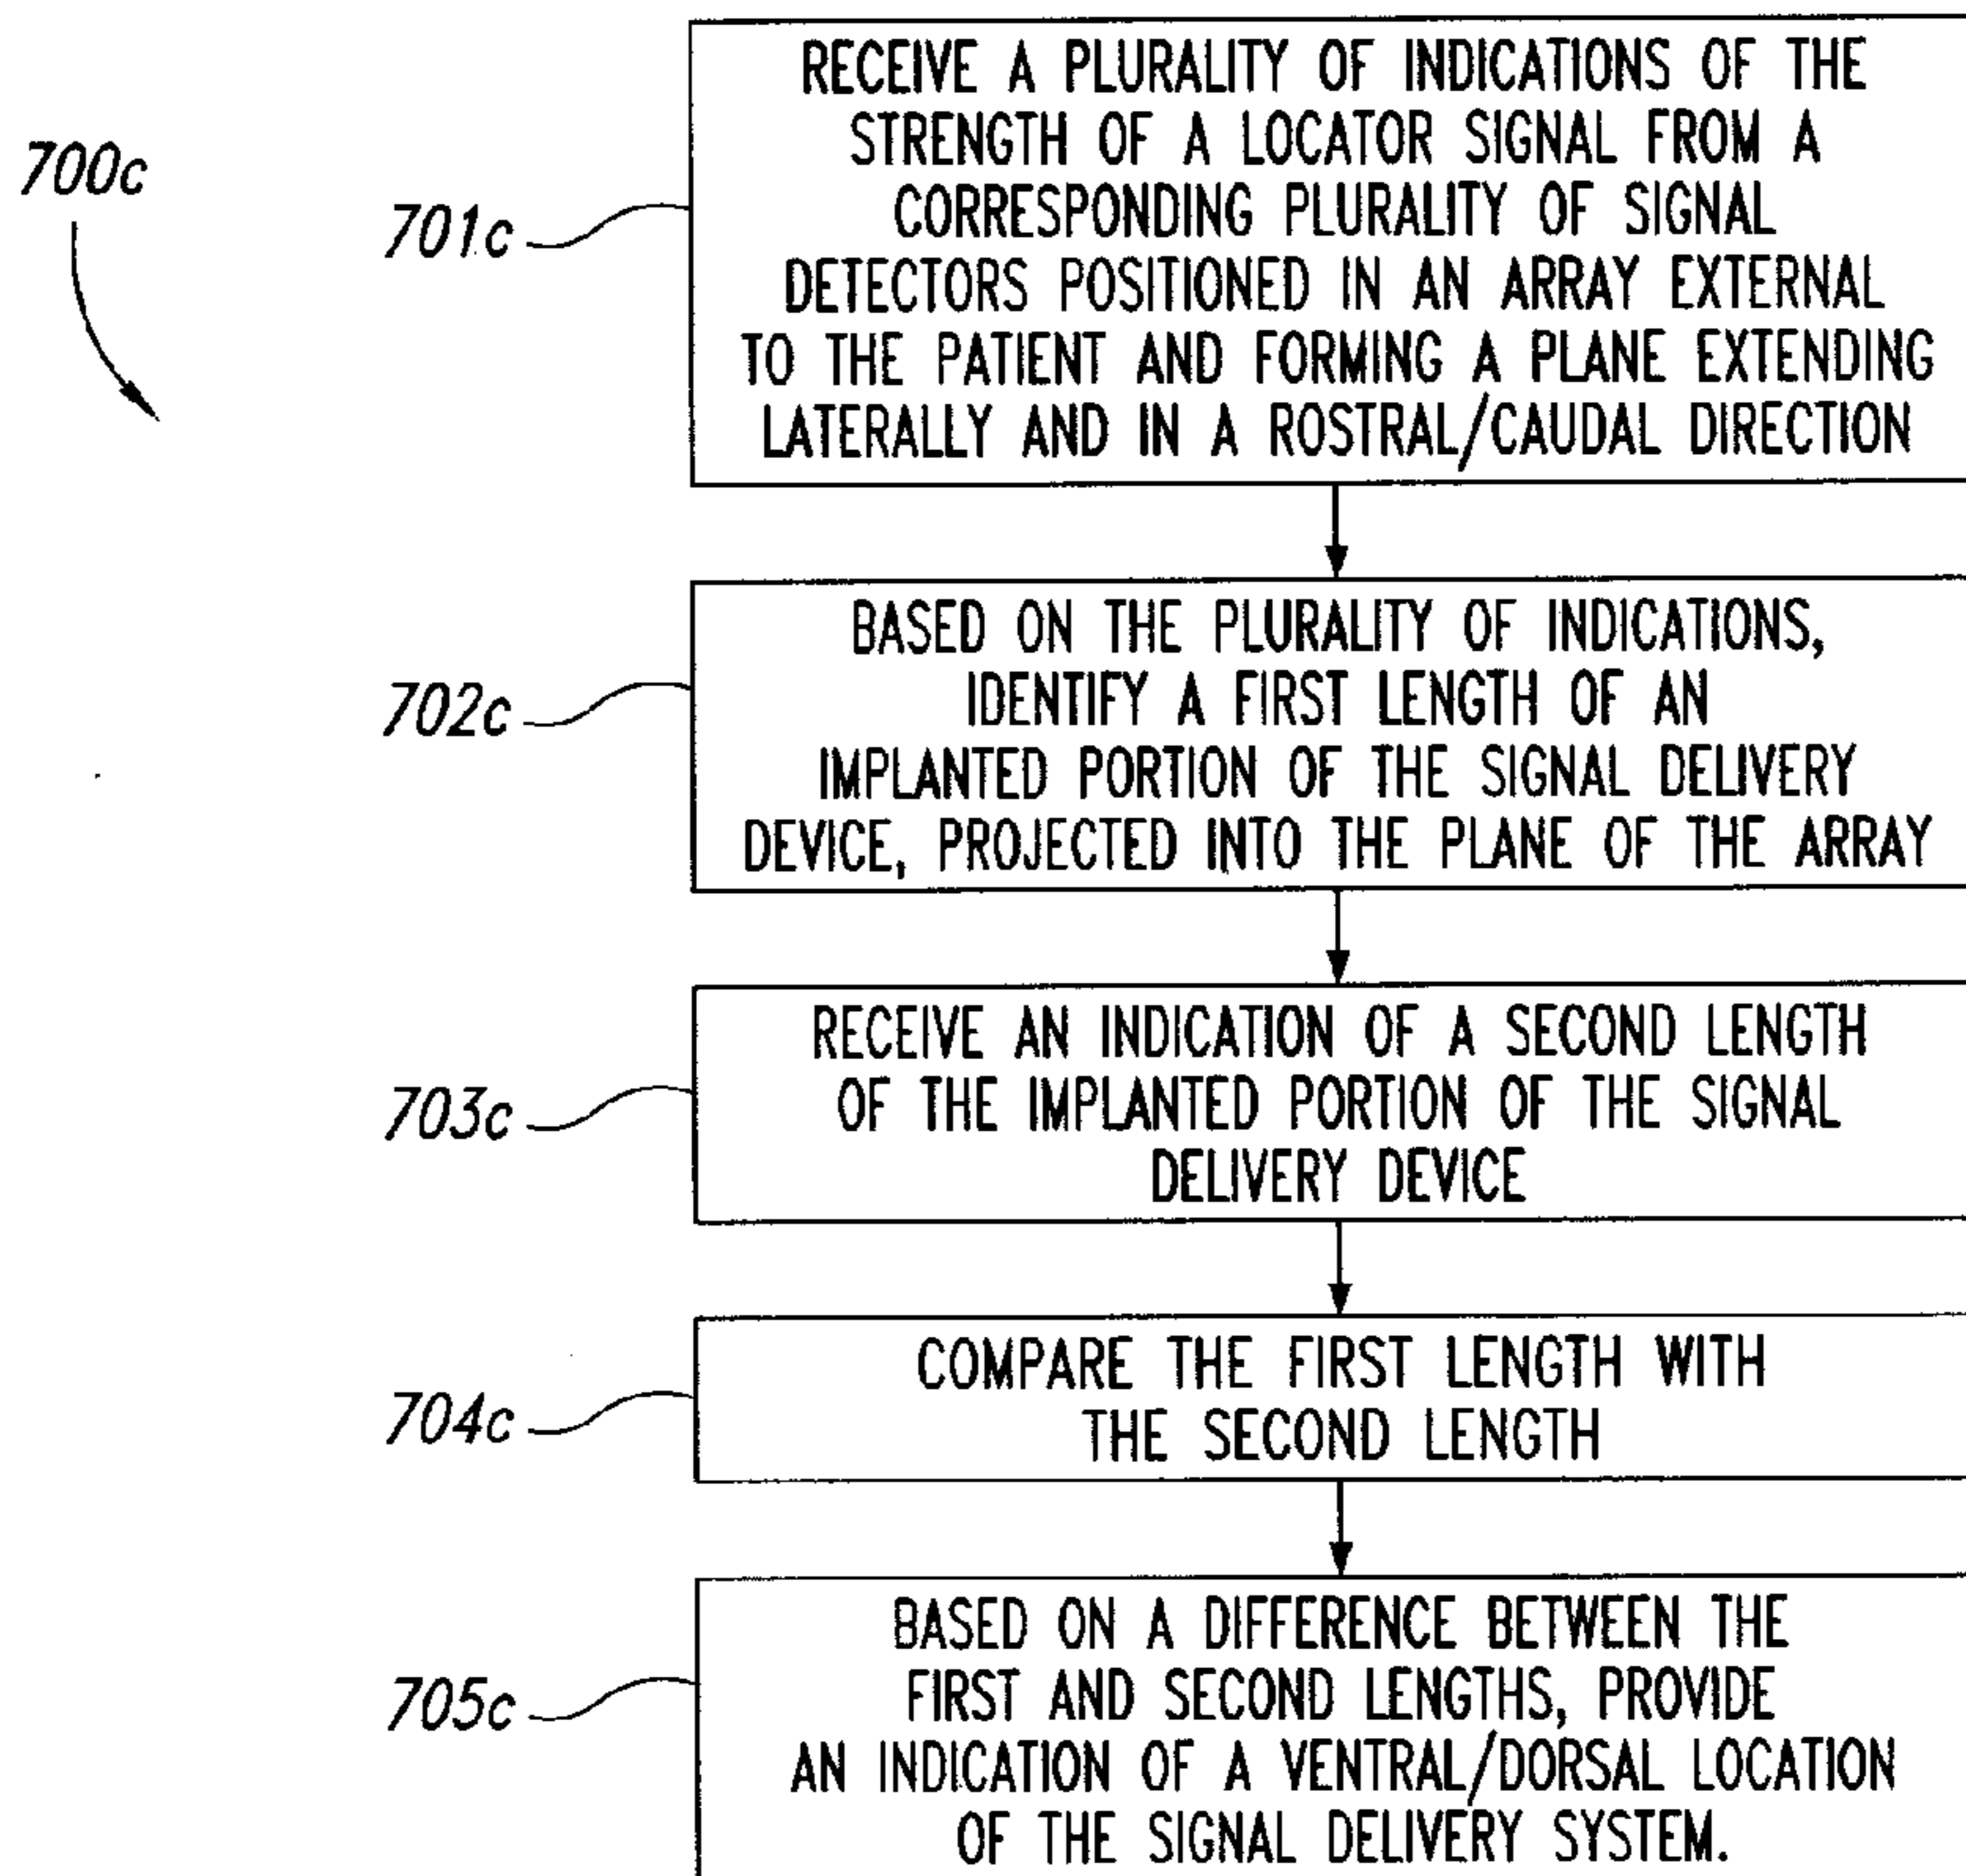 700c
701c
RECEIVE A PLURALITY OF INDICATIONS OF THE
STRENGTH OF A LOCATOR SIGNAL FROM A
CORRESPONDING PLURALITY OF SIGNAL
DETECTORS POSITIONED IN AN ARRAY EXTERNAL
TO THE PATIENT AND FORMING A PLANE EXTENDING
LATERALLY AND IN A ROSTRAL/CAUDAL DIRECTION
702c
BASED ON THE PLURALITY OF INDICATIONS,
IDENTIFY A FIRST LENGTH OF AN
IMPLANTED PORTION OF THE SIGNAL DELIVERY
DEVICE, PROJECTED INTO THE PLANE OF THE ARRAY
703c
RECEIVE AN INDICATION OF A SECOND LENGTH
OF THE IMPLANTED PORTION OF THE SIGNAL
DELIVERY DEVICE
704c
COMPARE THE FIRST LENGTH WITH
THE SECOND LENGTH
705c
BASED ON A DIFFERENCE BETWEEN THE
FIRST AND SECOND LENGTHS, PROVIDE
AN INDICATION OF A VENTRAL/DORSAL LOCATION
OF THE SIGNAL DELIVERY SYSTEM.